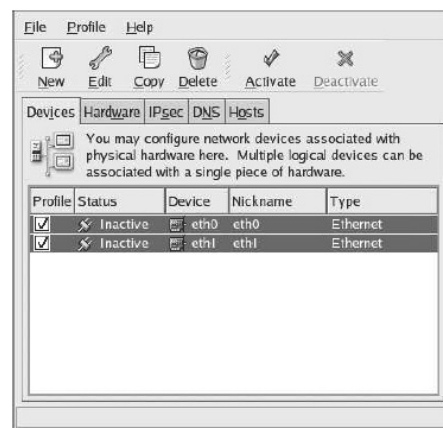 File Profile Help
New Edit Copy Delete Activate Deactivate
Devices Hardware IPsec DNS Hosts
You may configure network devices associated with
physical hardware here. Multiple logical devices can be
associated with a single piece of hardware.
Profile Status Device Nickname Type
Inactive eth0 eth0 Ethernet
Inactive eth1 eth1 Ethernet